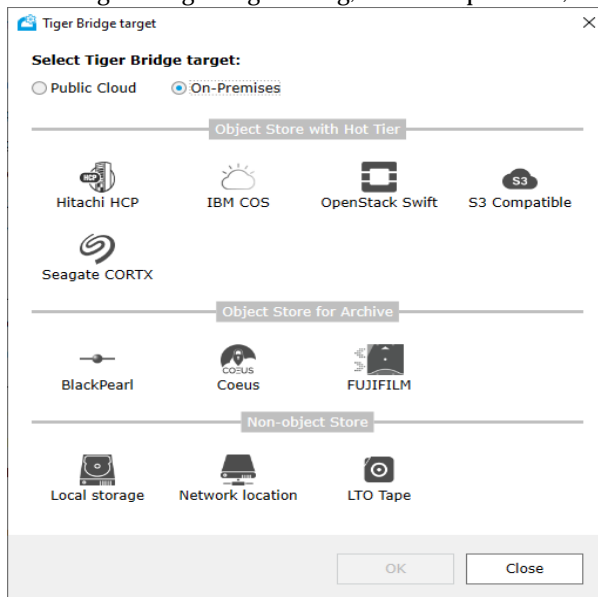 Tiger Bridge target
Select Tiger Bridge target:
Public Cloud On-Premises
Object Store with Hot Tier
HCP S3
Hitachi HCP IBM COS OpenStack Swift S3 Compatible
Seagate CORTX
Object Store for Archive
COEUS
BlackPearl Coeus FUJIFILM
Non-object Store
Local storage Network location LTO Tape
OK Close